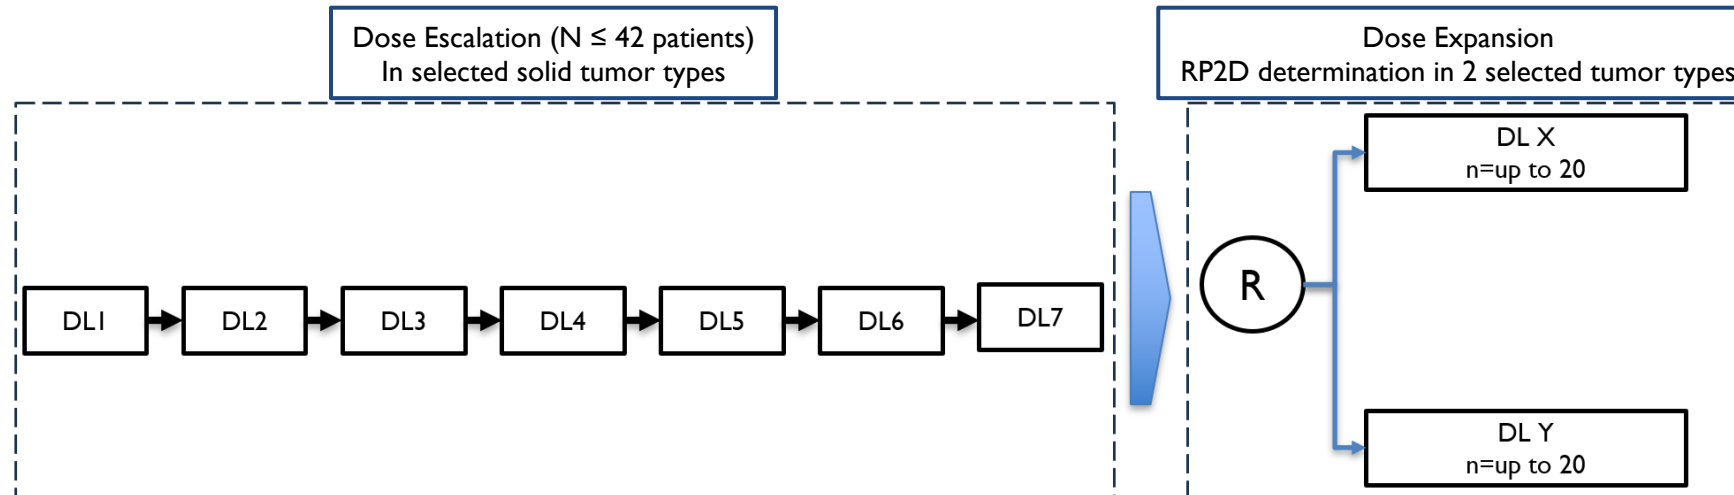 Dose Escalation (N ≤ 42 patients)
In selected solid tumor types
Dose Expansion
RP2D determination in 2 selected tumor types
DL1
DL2
DL3
DL4
DL5
DL6
DL7
R
DL X
n=up to 20
DL Y
n=up to 20